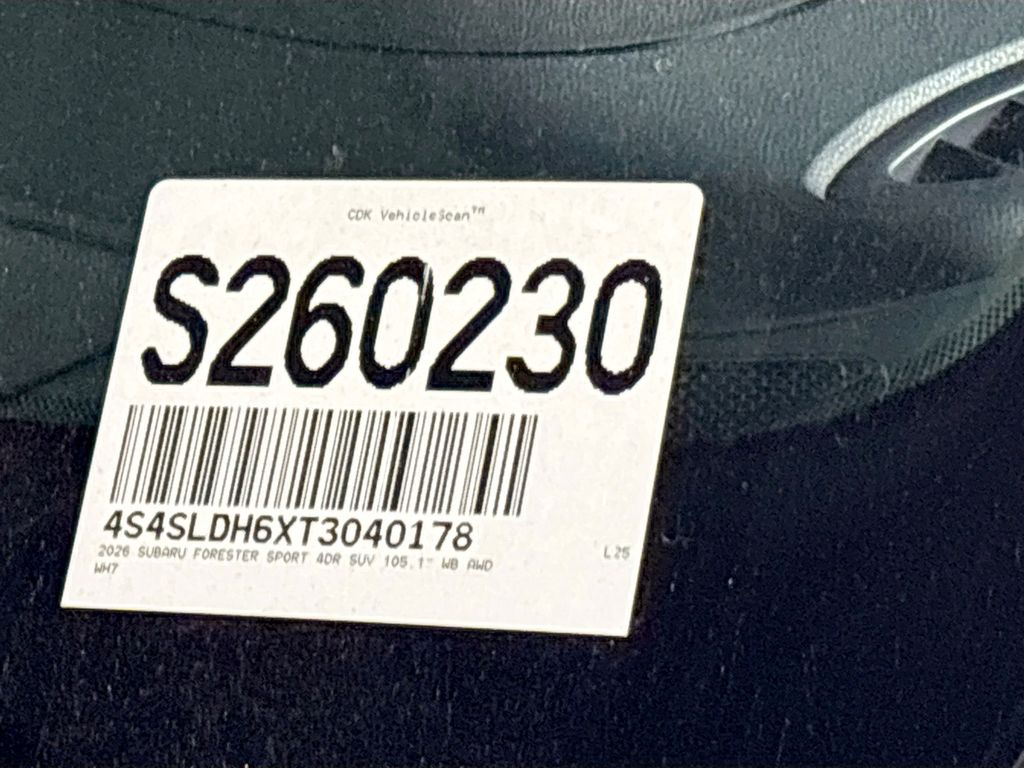 CDK VehicleScan™
S260230
4S4SLDH6XT3040178
2026 SUBARU FORESTER SPORT 4DR SUV 105.1" WB AWD
L25
WH7